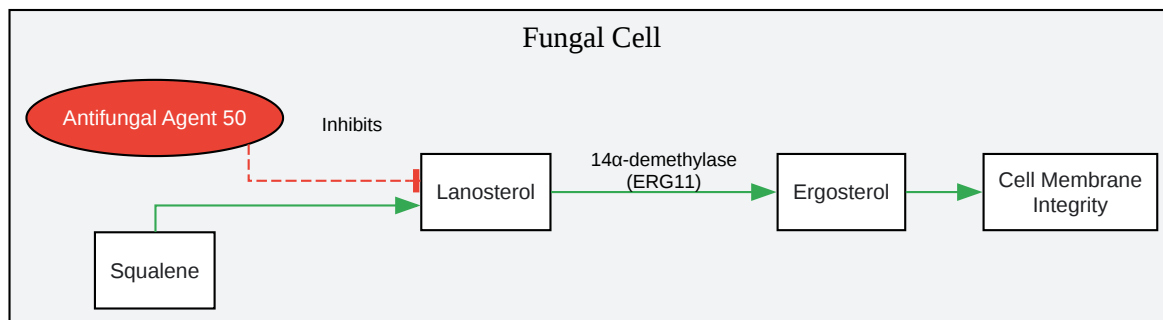 Fungal Cell
Antifungal Agent 50
Inhibits
Lanosterol
14α-demethylase
(ERG11)
Ergosterol
Cell Membrane
Integrity
Squalene